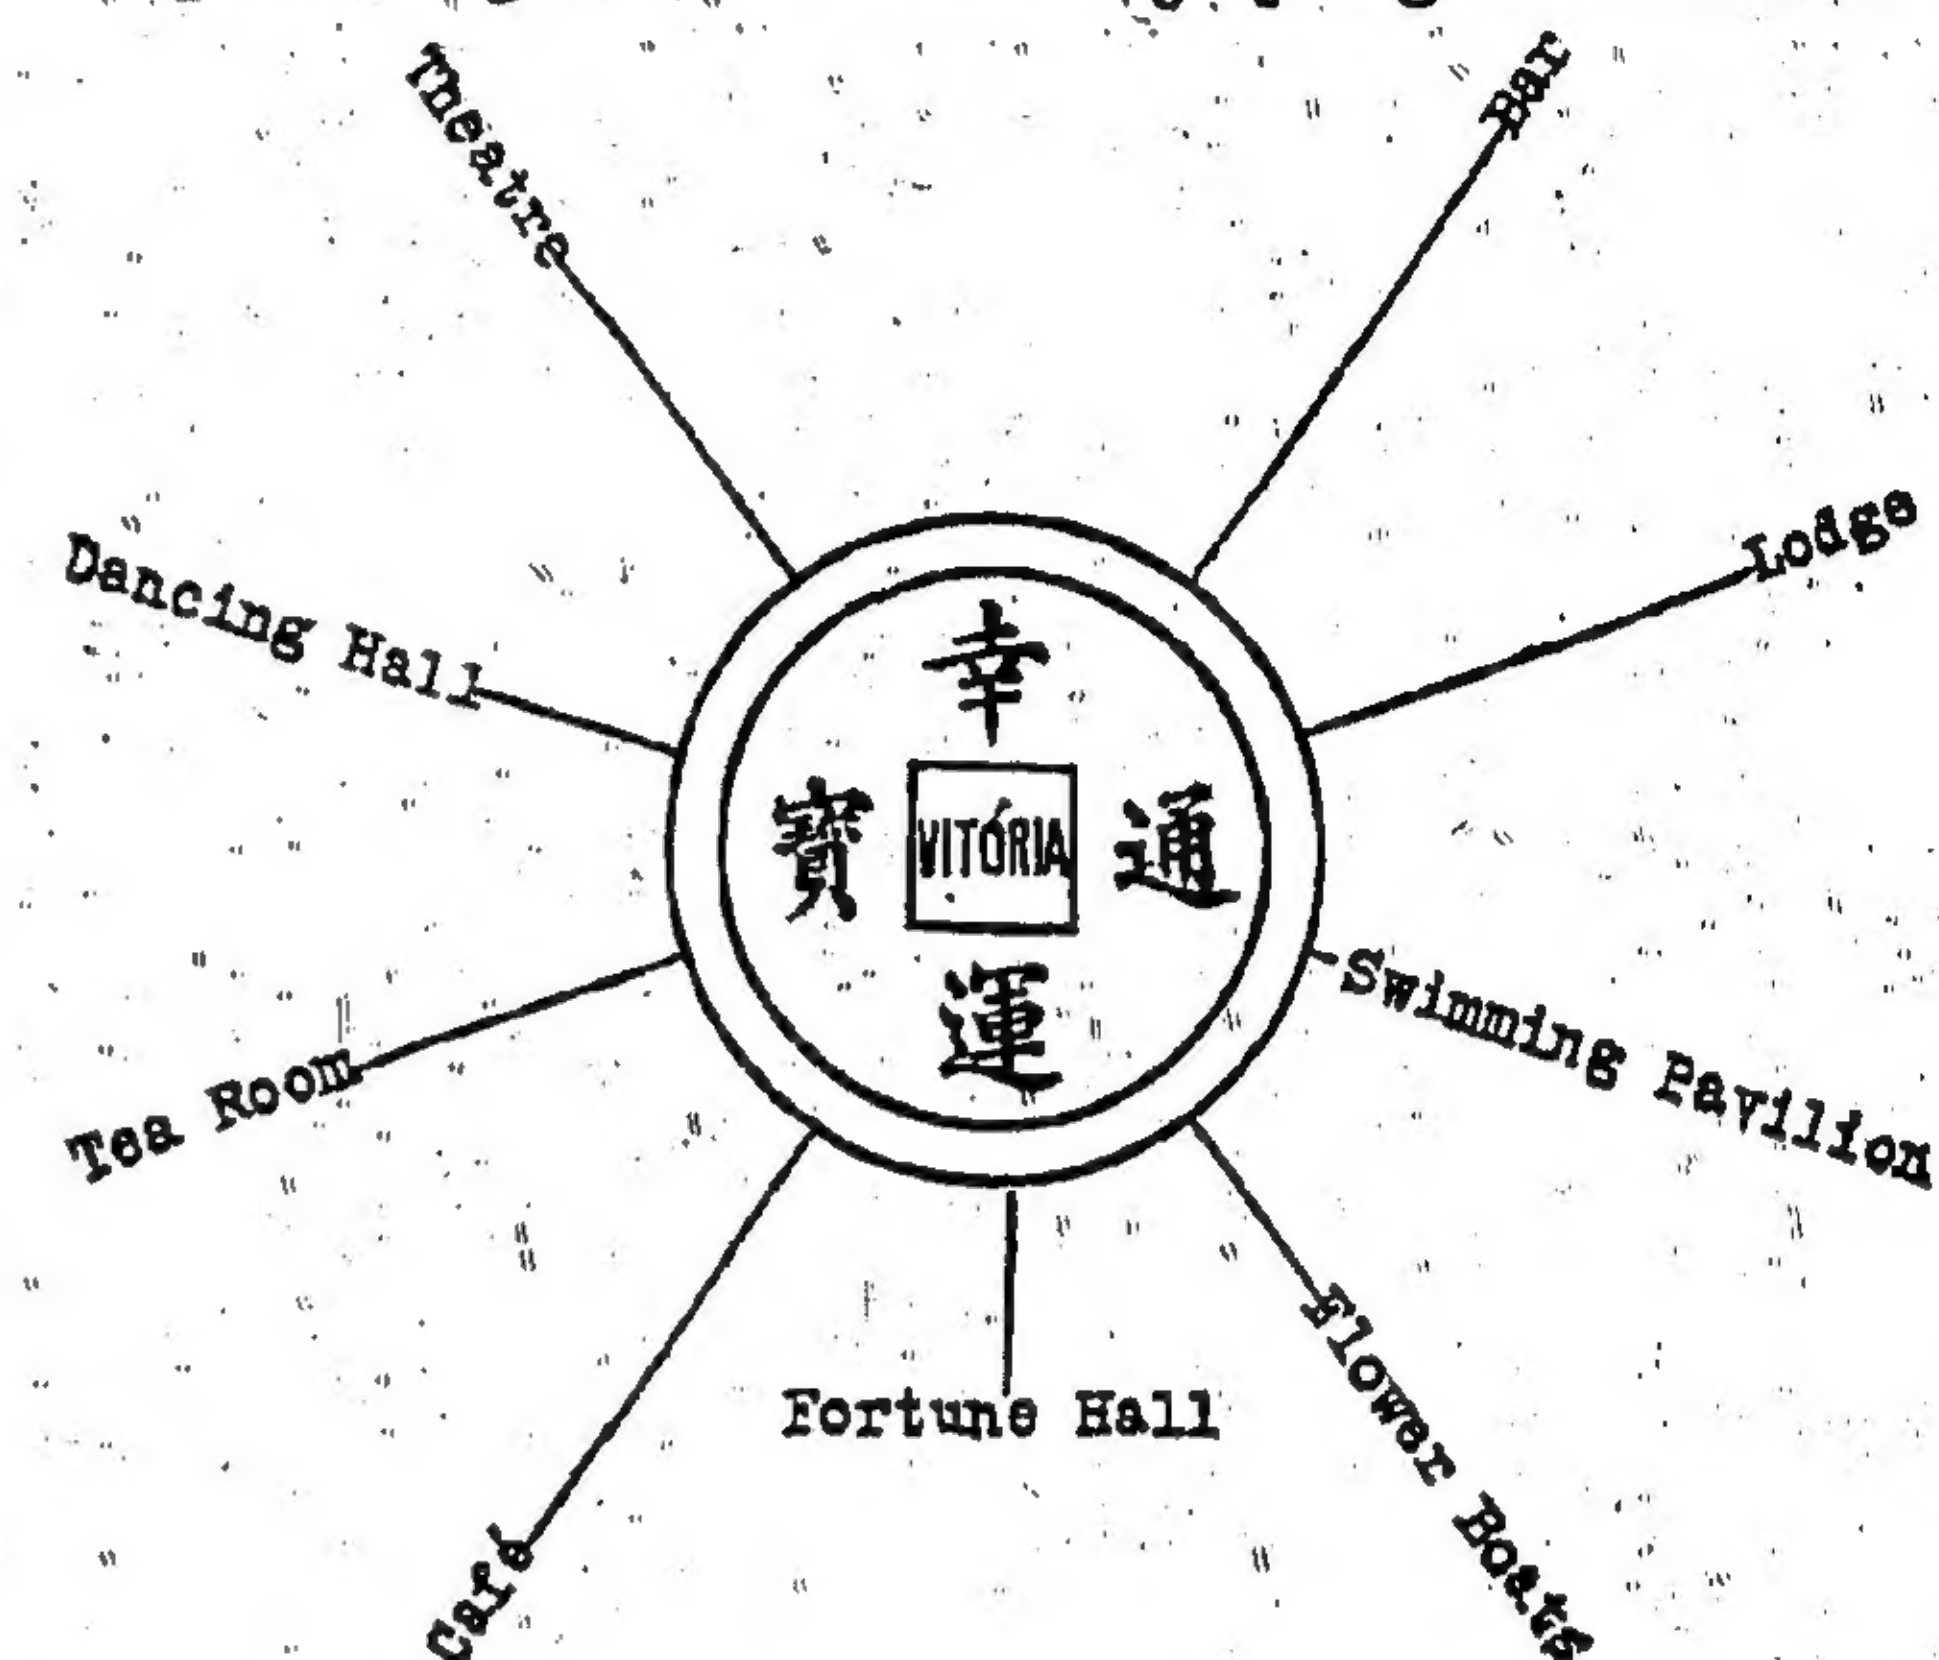 Theatre
Bar
Dancing Hall
Lodge
幸
寶
VITÓRIA
通
運
Swimming Pavilion
Tea Room
Flower Boats
Fortune Hall
Café